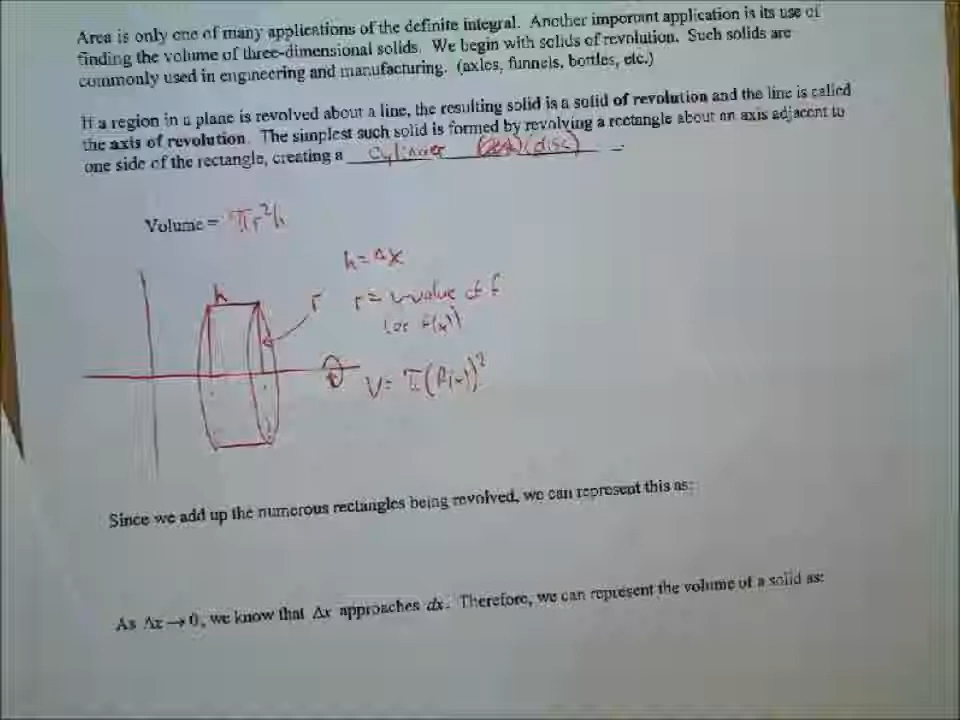 Area is only one of many applications of the definite integral. Another important application is its use of
finding the volume of three-dimensional solids. We begin with solids of revolution. Such solids are
commonly used in engineering and manufacturing. (axles, funnels, bottles, etc.)
If a region in a plane is revolved about a line, the resulting solid is a solid of revolution and the line is called
the axis of revolution. The simplest such solid is formed by revolving a rectangle about an axis adjacent to
one side of the rectangle, creating a Cylinder (disc)
Volume = πr²h
h = Δx
h
r
r = value of f
(or f(x))
V = π(R(x))²
Since we add up the numerous rectangles being revolved, we can represent this as:
As Δx → 0, we know that Δx approaches dx. Therefore, we can represent the volume of a solid as: